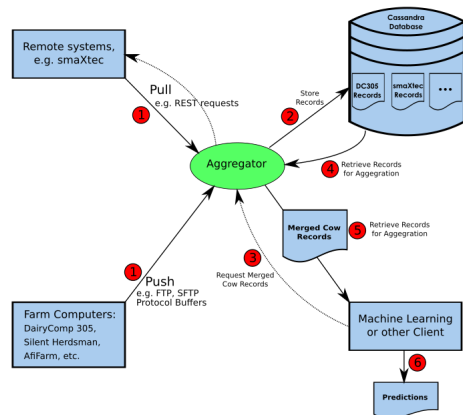 Cassandra
Database
Remote systems,
e.g. smaXtec
DC305
Records
smaXtec
Records
...
Pull
e.g. REST requests
1
2
Store
Records
Aggregator
4
Retrieve Records
for Aggegration
Merged Cow
Records
5
Retrieve Records
for Aggegration
3
Request Merged
Cow Records
1
Push
e.g. FTP, SFTP
Protocol Buffers
Farm Computers:
DairyComp 305,
Silent Herdsman,
AfiFarm, etc.
Machine Learning
or other Client
6
Predictions